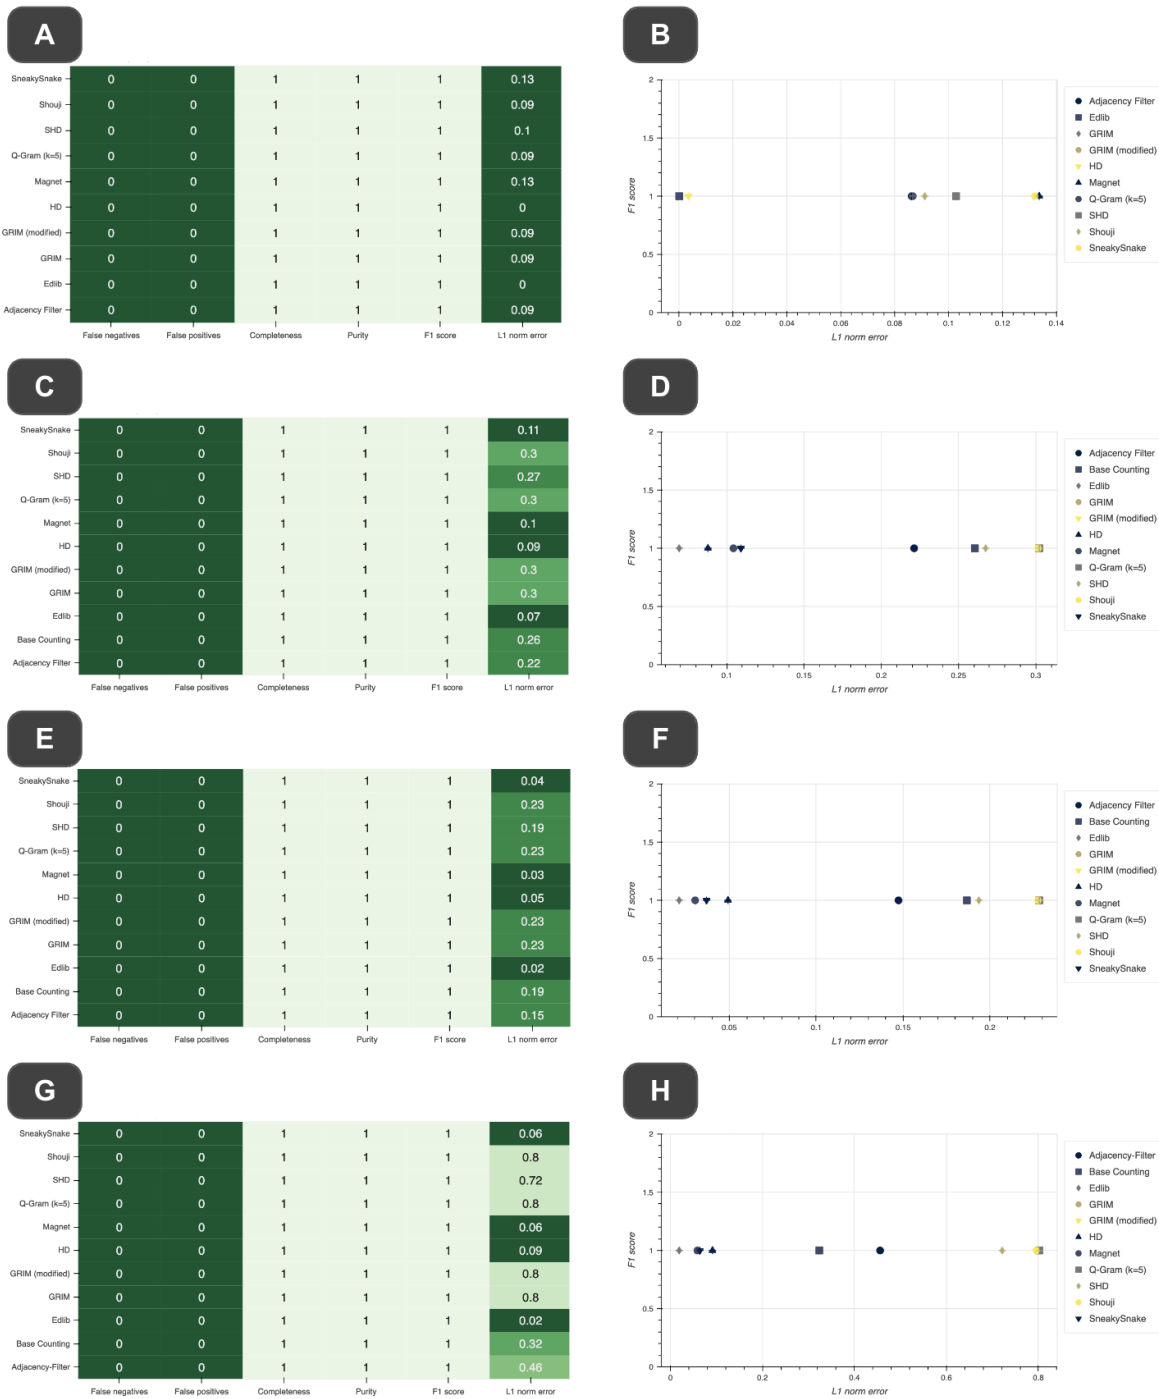 A
SneakySnake 0 0 1 1 1 0.13
Shouji 0 0 1 1 1 0.09
SHD 0 0 1 1 1 0.1
Q-Gram (k=5) 0 0 1 1 1 0.09
Magnet 0 0 1 1 1 0.13
HD 0 0 1 1 1 0
GRIM (modified) 0 0 1 1 1 0.09
GRIM 0 0 1 1 1 0.09
Edlib 0 0 1 1 1 0
Adjacency Filter 0 0 1 1 1 0.09
False negatives False positives Completeness Purity F1 score L1 norm error
B
2
1.5
1
0.5
0
F1 score
0 0.02 0.04 0.06 0.08 0.1 0.12 0.14
L1 norm error
Adjacency Filter
Edlib
GRIM
GRIM (modified)
HD
Magnet
Q-Gram (k=5)
SHD
Shouji
SneakySnake
C
SneakySnake 0 0 1 1 1 0.11
Shouji 0 0 1 1 1 0.3
SHD 0 0 1 1 1 0.27
Q-Gram (k=5) 0 0 1 1 1 0.3
Magnet 0 0 1 1 1 0.1
HD 0 0 1 1 1 0.09
GRIM (modified) 0 0 1 1 1 0.3
GRIM 0 0 1 1 1 0.3
Edlib 0 0 1 1 1 0.07
Base Counting 0 0 1 1 1 0.26
Adjacency Filter 0 0 1 1 1 0.22
False negatives False positives Completeness Purity F1 score L1 norm error
D
2
1.5
1
0.5
0
F1 score
0.1 0.15 0.2 0.25 0.3
L1 norm error
Adjacency Filter
Base Counting
Edlib
GRIM
GRIM (modified)
HD
Magnet
Q-Gram (k=5)
SHD
Shouji
SneakySnake
E
SneakySnake 0 0 1 1 1 0.04
Shouji 0 0 1 1 1 0.23
SHD 0 0 1 1 1 0.19
Q-Gram (k=5) 0 0 1 1 1 0.23
Magnet 0 0 1 1 1 0.03
HD 0 0 1 1 1 0.05
GRIM (modified) 0 0 1 1 1 0.23
GRIM 0 0 1 1 1 0.23
Edlib 0 0 1 1 1 0.02
Base Counting 0 0 1 1 1 0.19
Adjacency Filter 0 0 1 1 1 0.15
False negatives False positives Completeness Purity F1 score L1 norm error
F
2
1.5
1
0.5
0
F1 score
0.05 0.1 0.15 0.2
L1 norm error
Adjacency Filter
Base Counting
Edlib
GRIM
GRIM (modified)
HD
Magnet
Q-Gram (k=5)
SHD
Shouji
SneakySnake
G
SneakySnake 0 0 1 1 1 0.06
Shouji 0 0 1 1 1 0.8
SHD 0 0 1 1 1 0.72
Q-Gram (k=5) 0 0 1 1 1 0.8
Magnet 0 0 1 1 1 0.06
HD 0 0 1 1 1 0.09
GRIM (modified) 0 0 1 1 1 0.8
GRIM 0 0 1 1 1 0.8
Edlib 0 0 1 1 1 0.02
Base Counting 0 0 1 1 1 0.32
Adjacency-Filter 0 0 1 1 1 0.46
False negatives False positives Completeness Purity F1 score L1 norm error
H
2
1.5
1
0.5
0
F1 score
0 0.2 0.4 0.6 0.8
L1 norm error
Adjacency-Filter
Base Counting
Edlib
GRIM
GRIM (modified)
HD
Magnet
Q-Gram (k=5)
SHD
Shouji
SneakySnake